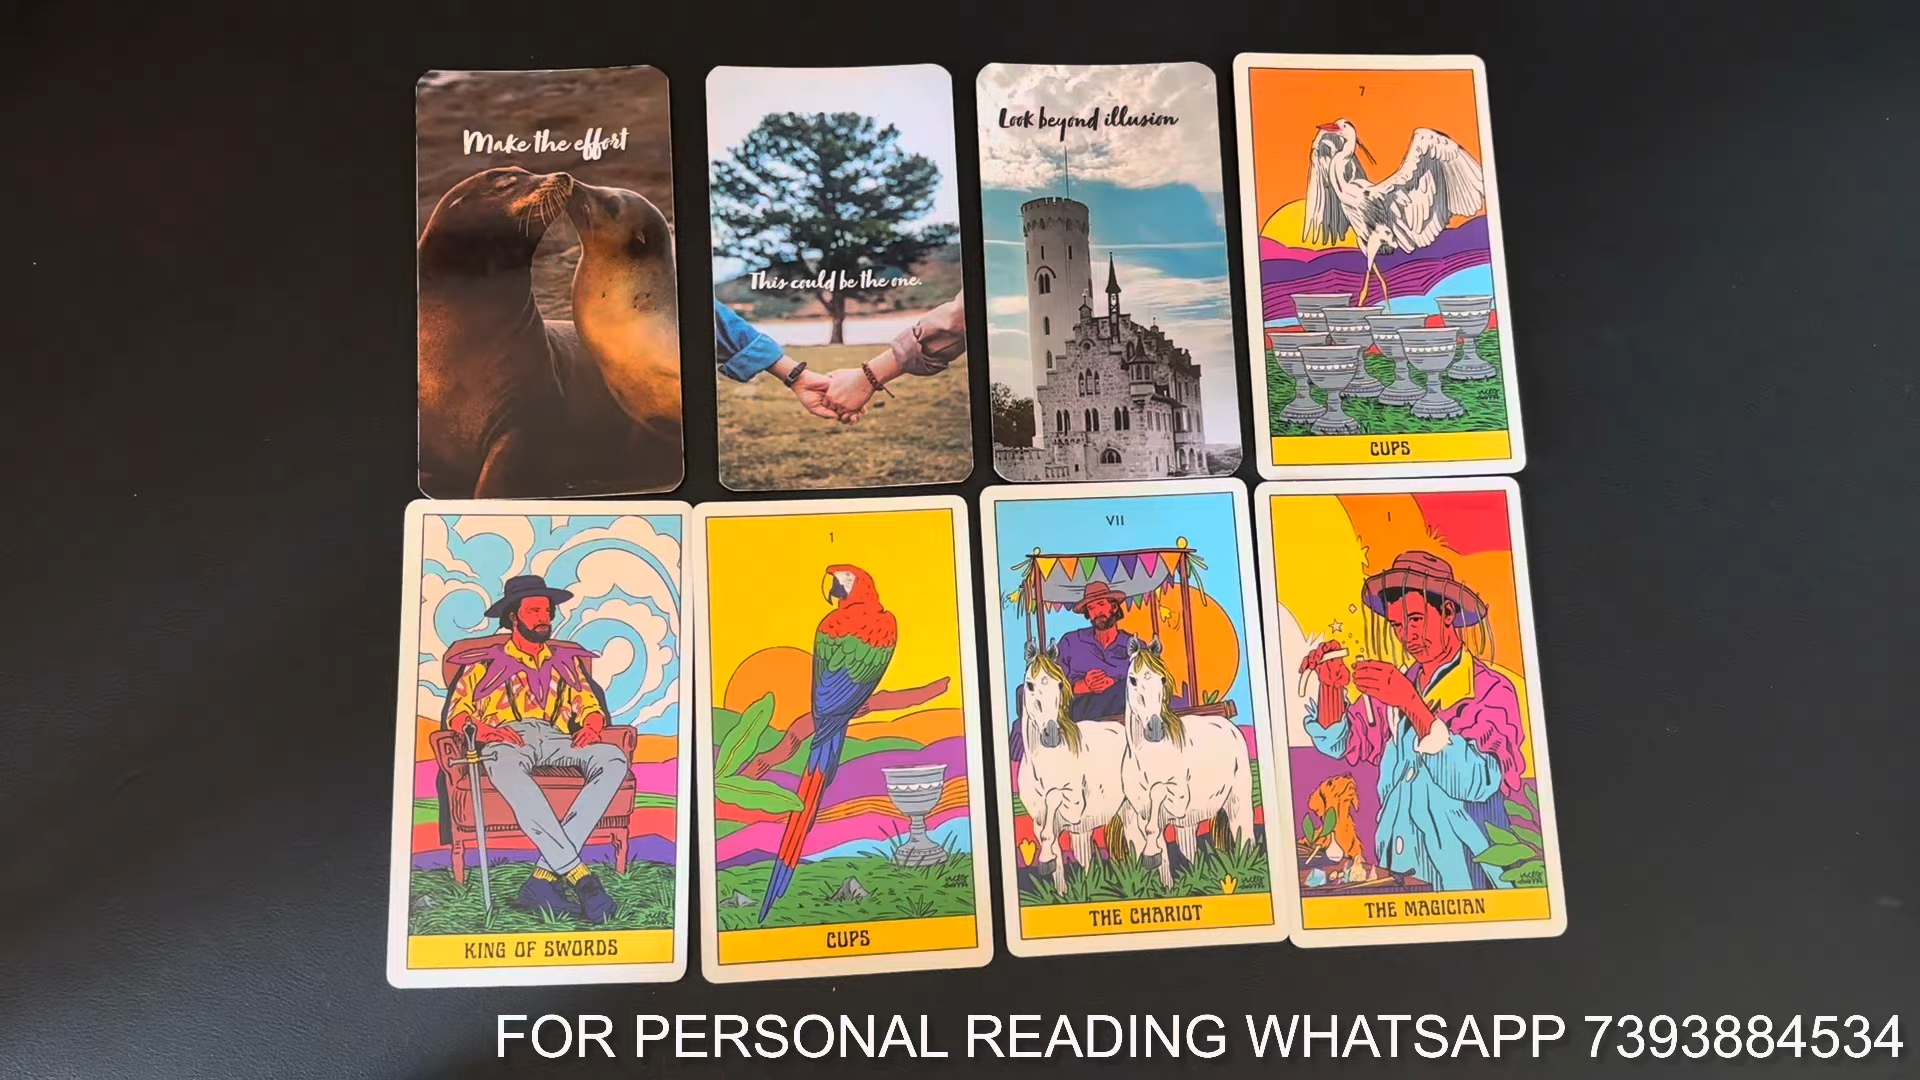 Make the effort
This could be the one.
Look beyond illusion
7
CUPS
KING OF SWORDS
1
CUPS
VII
THE CHARIOT
I
THE MAGICIAN
FOR PERSONAL READING WHATSAPP 7393884534